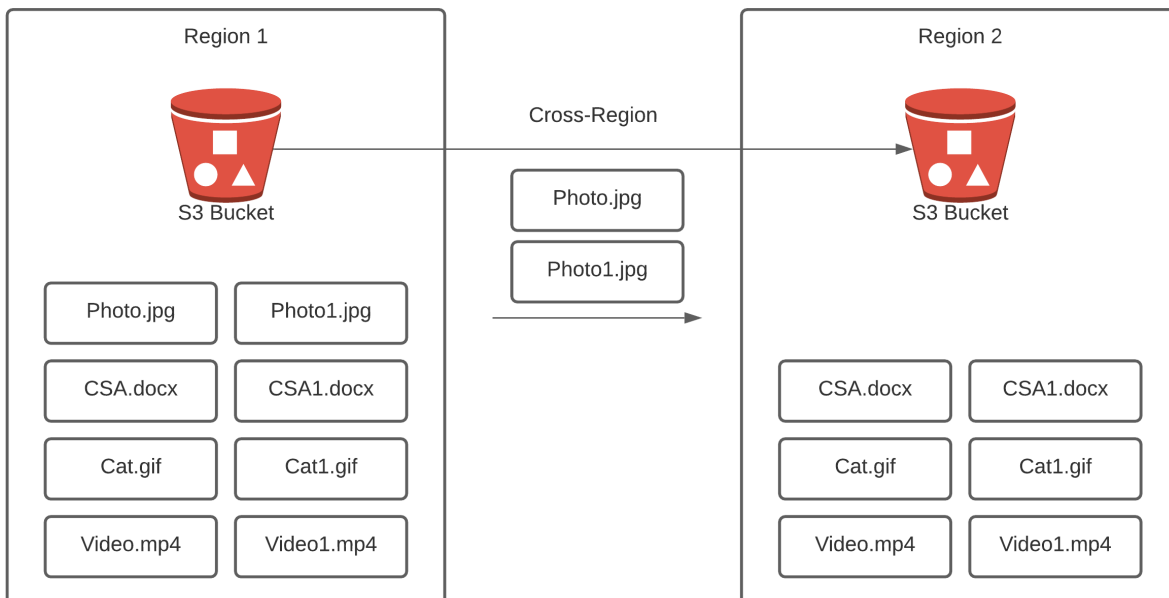 Region 1
S3 Bucket
Photo.jpg
Photo1.jpg
CSA.docx
CSA1.docx
Cat.gif
Cat1.gif
Video.mp4
Video1.mp4
Cross-Region
Photo.jpg
Photo1.jpg
Region 2
S3 Bucket
CSA.docx
CSA1.docx
Cat.gif
Cat1.gif
Video.mp4
Video1.mp4